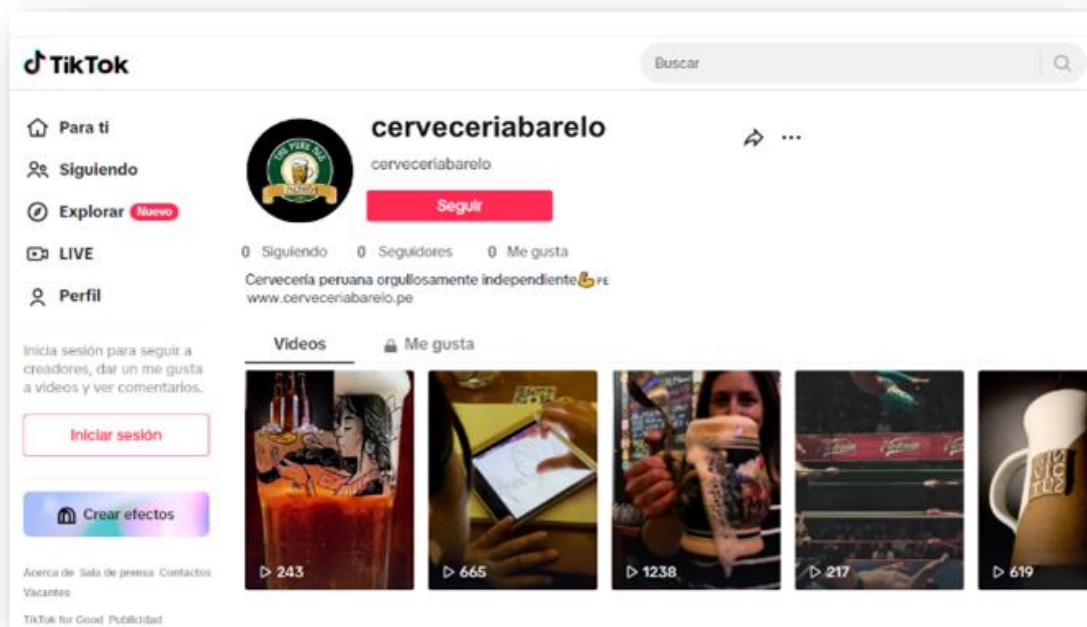 TikTok
Buscar
Para ti
Siguiendo
Explorar Nuevo
LIVE
Perfil
Inicia sesión para seguir a
creadores, dar un me gusta
a videos y ver comentarios.
Iniciar sesión
Crear efectos
Acerca de Sala de prensa Contactos
Vacantes
TikTok for Good Publicidad
cerveceriabarelo
cerveceriabarelo
Seguir
0 Siguiendo 0 Seguidores 0 Me gusta
Cervecería peruana orgullosamente independiente💪 PE
www.cerveceriabarelo.pe
Videos Me gusta
243
665
1238
217
619